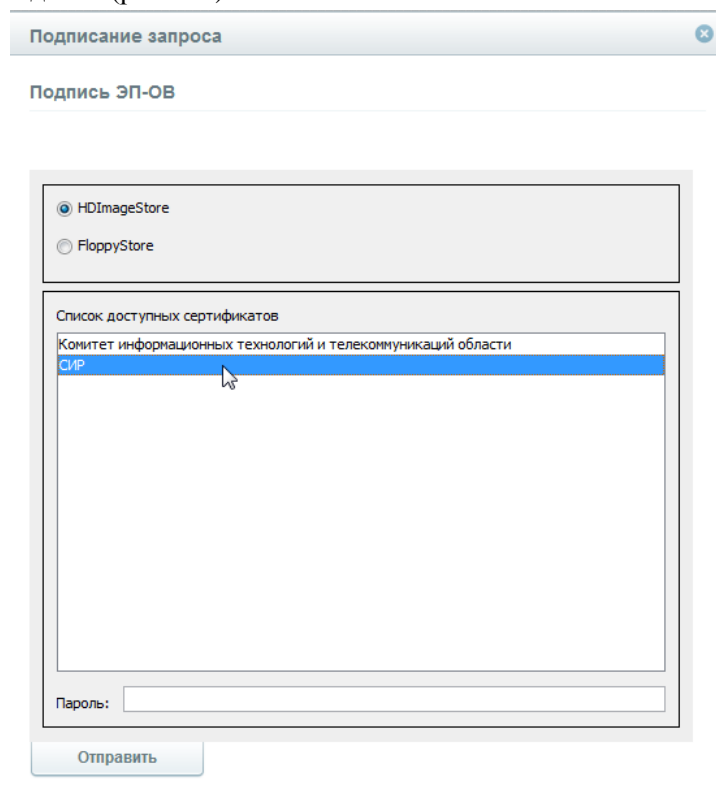 Подписание запроса
Подпись ЭП-ОВ
HDImageStore
FloppyStore
Список доступных сертификатов
Комитет информационных технологий и телекоммуникаций области
СИР
Пароль:
Отправить